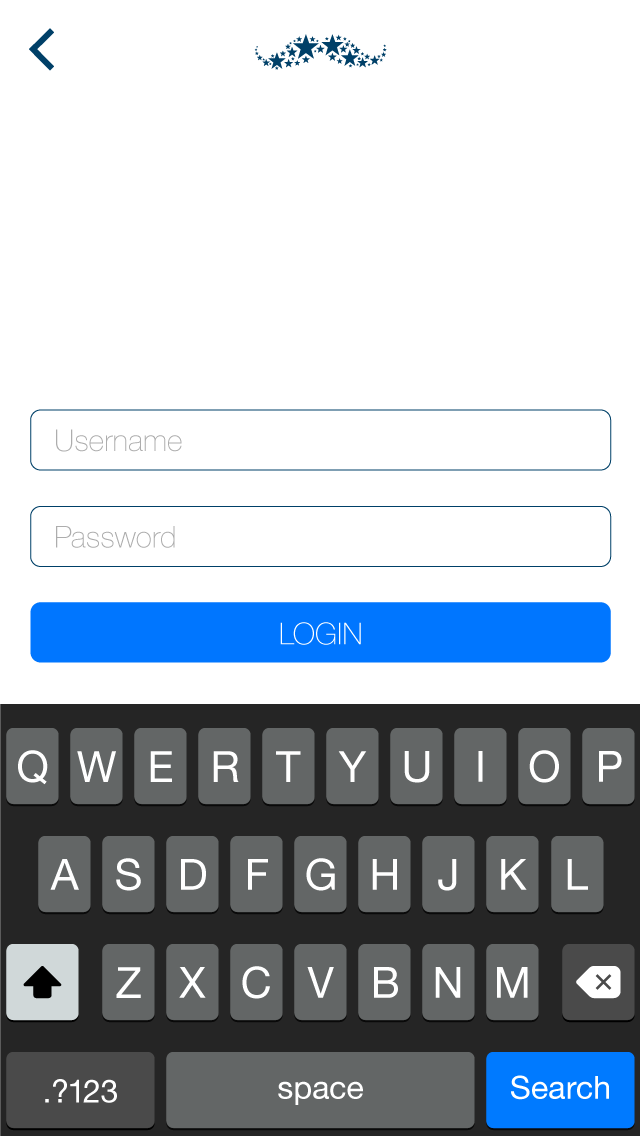 Username
Password
LOGIN
Q W E R T Y U I O P
A S D F G H J K L
Z X C V B N M
.?123 space Search